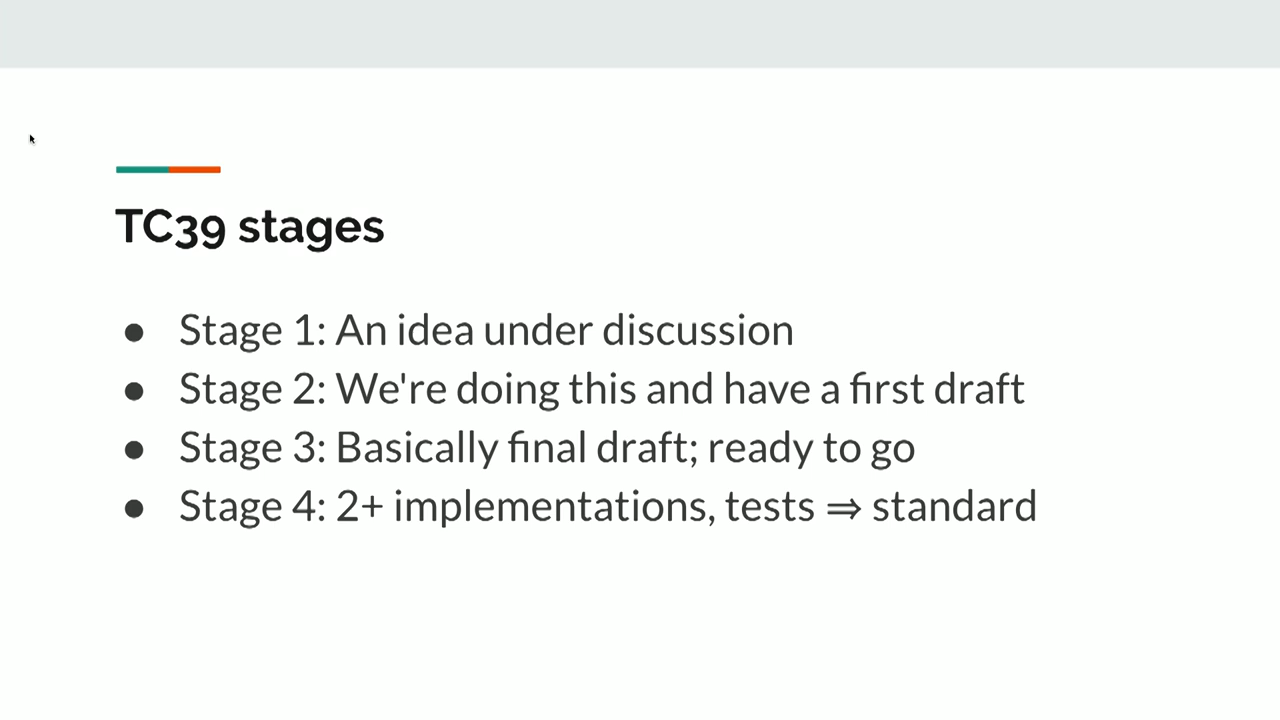 TC39 stages
● Stage 1: An idea under discussion
● Stage 2: We're doing this and have a first draft
● Stage 3: Basically final draft; ready to go
● Stage 4: 2+ implementations, tests ⇒ standard